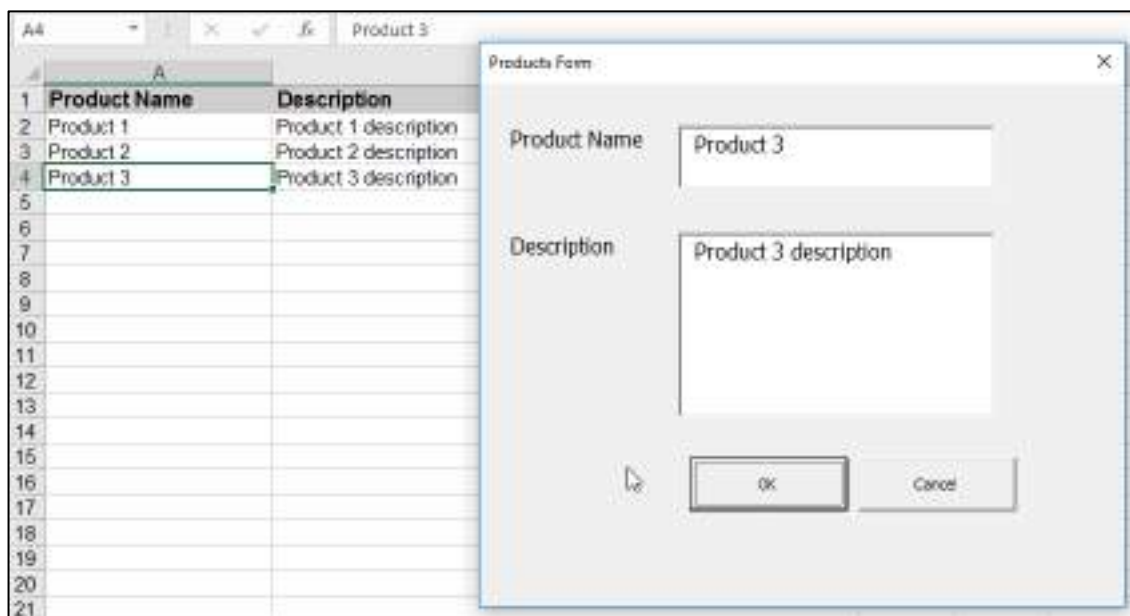 A4 fx Product 3
Products Form
A
1 Product Name Description
2 Product 1 Product 1 description
3 Product 2 Product 2 description
4 Product 3 Product 3 description
5
6
7
8
9
10
11
12
13
14
15
16
17
18
19
20
21
Product Name Product 3
Description Product 3 description
OK Cancel